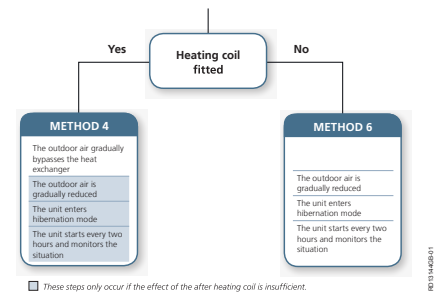 Yes
Heating coil
fitted
No
METHOD 4
The outdoor air gradually
bypasses the heat
exchanger
The outdoor air is
gradually reduced
The unit enters
hibernation mode
The unit starts every two
hours and monitors the
situation
METHOD 6
The outdoor air is
gradually reduced
The unit enters
hibernation mode
The unit starts every two
hours and monitors the
situation
These steps only occur if the effect of the after heating coil is insufficient.
RD13144GB-01